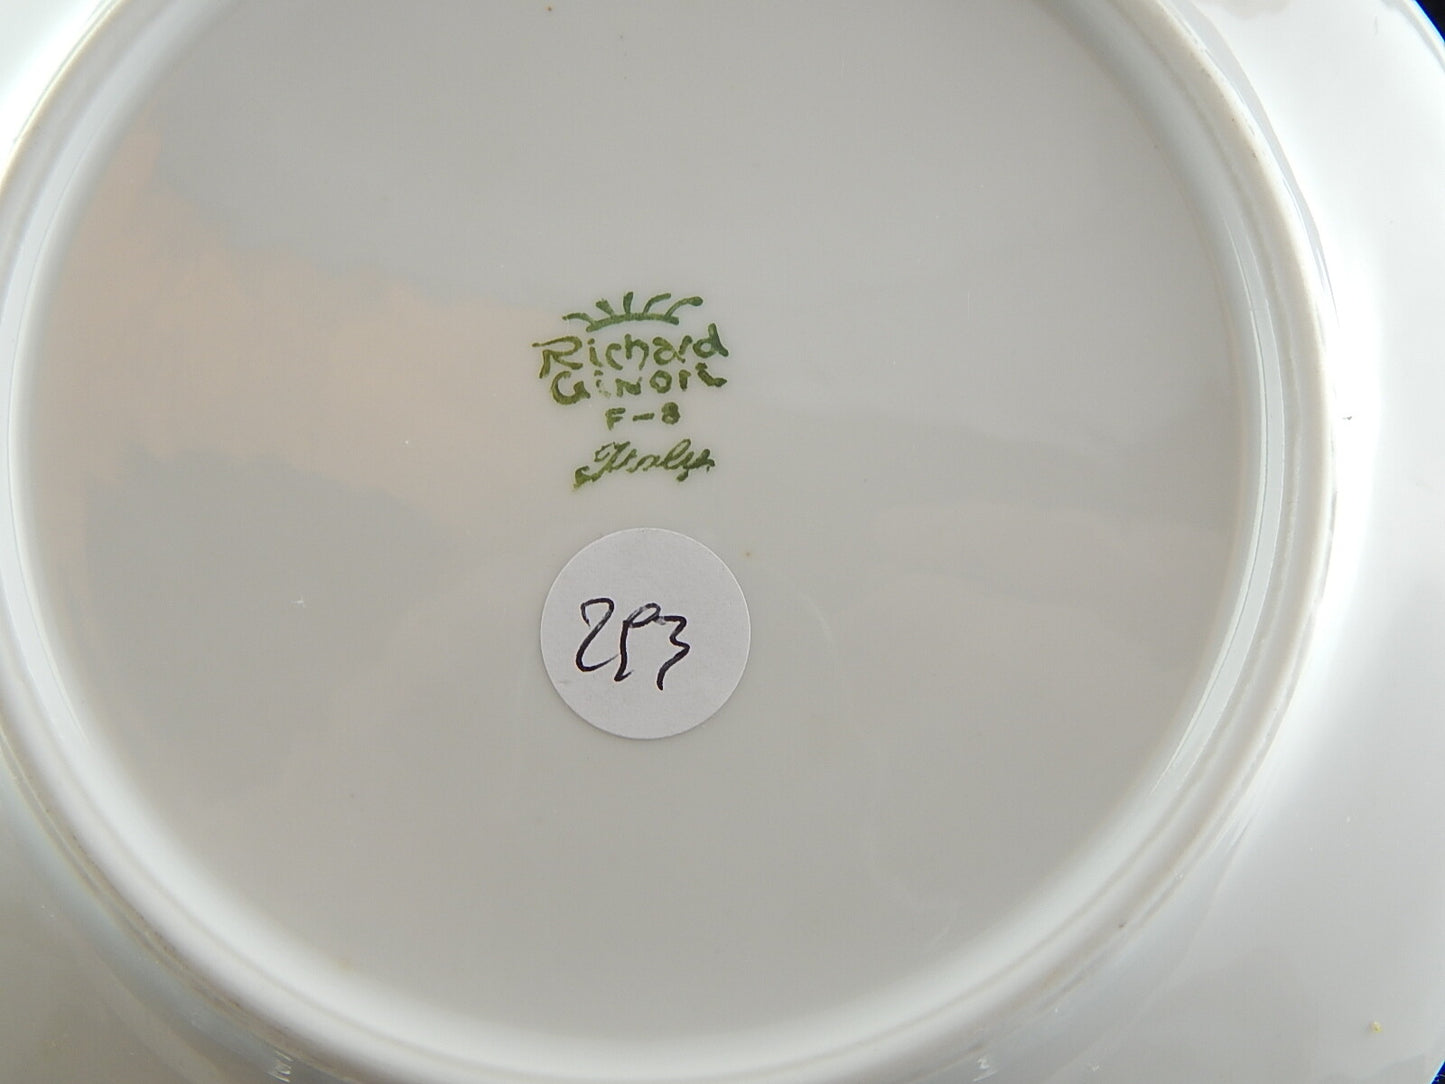 Richard
GINORI
F-8
Italy
253